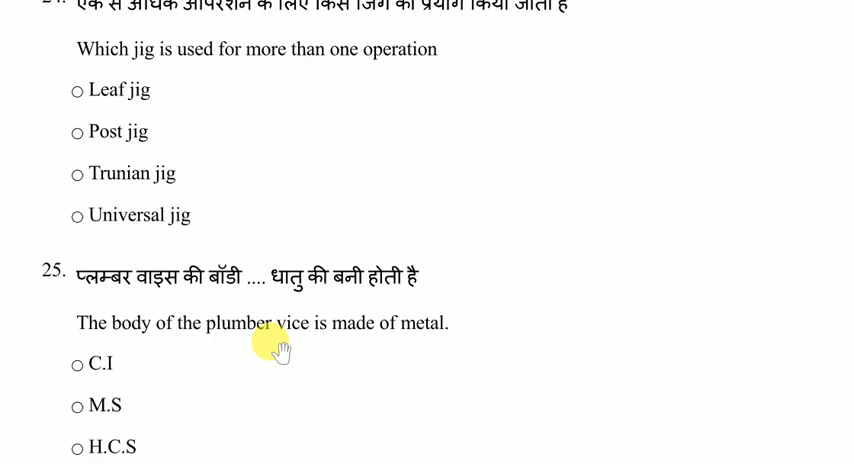 24. एक से अधिक ऑपरेशन के लिए किस जिग का प्रयोग किया जाता है
Which jig is used for more than one operation
Leaf jig
Post jig
Trunian jig
Universal jig
25. प्लम्बर वाइस की बॉडी .... धातु की बनी होती है
The body of the plumber vice is made of metal.
C.I
M.S
H.C.S